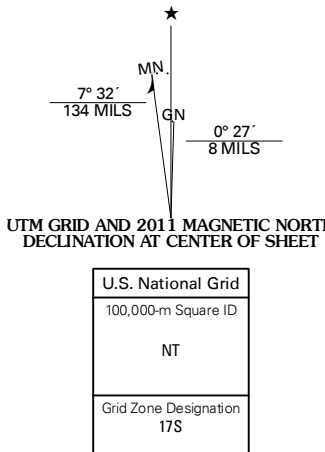 ★
MN.
GN
7° 32´
134 MILS
0° 27´
8 MILS
UTM GRID AND 2011 MAGNETIC NORTH
DECLINATION AT CENTER OF SHEET
U.S. National Grid
100,000-m Square ID
NT
Grid Zone Designation
17S